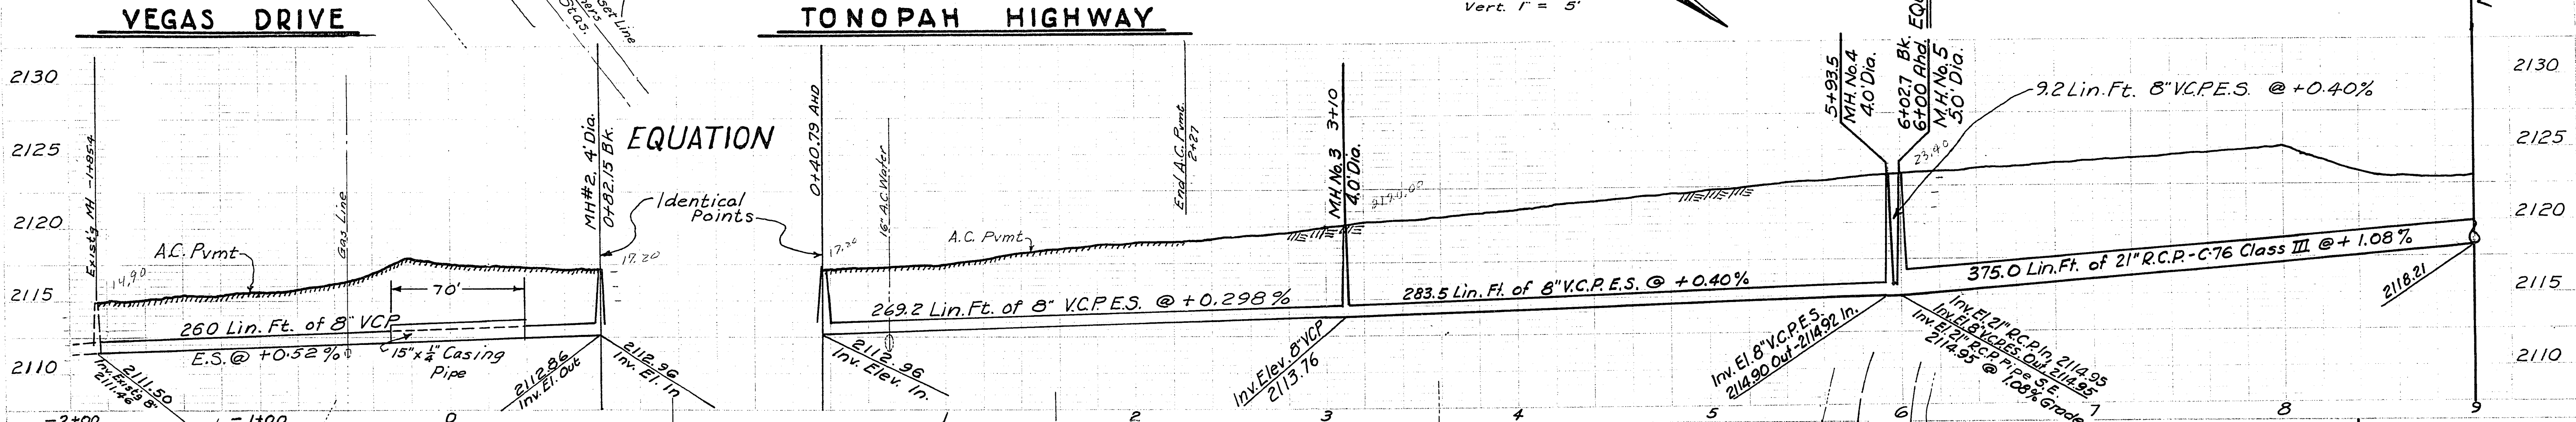 VEGAS DRIVE
set Line
Stas.
TONOPAH HIGHWAY
Vert. 1" = 5'
2130
2125
2120
2115
2110
Exist'g MH -1+85.4
14.90
A.C. Pvmt
Gas Line
70'
260 Lin. Ft. of 8" VCP
E.S. @ +0.52%
15" x 1/4" Casing
Pipe
2111.50
Inv. Exist'g 8"
2111.46
MH#2, 4' Dia.
0+82.15 Bk.
17.20
2112.86
Inv. El. Out
2112.96
Inv. El. In
EQUATION
Identical
Points
0+40.79 AHD
17.20
16" A.C. Water
A.C. Pvmt
End A.C. Pvmt.
2+27
269.2 Lin. Ft. of 8" V.C.P.E.S. @ +0.298%
2112.96
Inv. Elev. In.
M.H. No. 3 3+10
4.0' Dia.
Inv. Elev. 8" VCP
2113.76
283.5 Lin. Ft. of 8" V.C.P.E.S. @ +0.40%
5+93.5
M.H. No. 4
4.0' Dia.
6+02.7 Bk.
6+00 Ahd.
M.H. No. 5
5.0' Dia.
23.40
9.2 Lin. Ft. 8" V.C.P.E.S. @ +0.40%
Inv. El. 8" V.C.P.E.S.
2114.90 Out - 2114.92 In.
Inv. El. 21" R.C.P. In, 2114.95
Inv. El. 8" V.C.P.E.S. Out 2114.95
Inv. El. 21" R.C.P. Pipe S.E.
2114.95 @ 1.08% Grade
375.0 Lin. Ft. of 21" R.C.P.-C-76 Class III @ + 1.08%
2118.21
2130
2125
2120
2115
2110
-2+00 -1+00 0 1 2 3 4 5 6 7 8 9